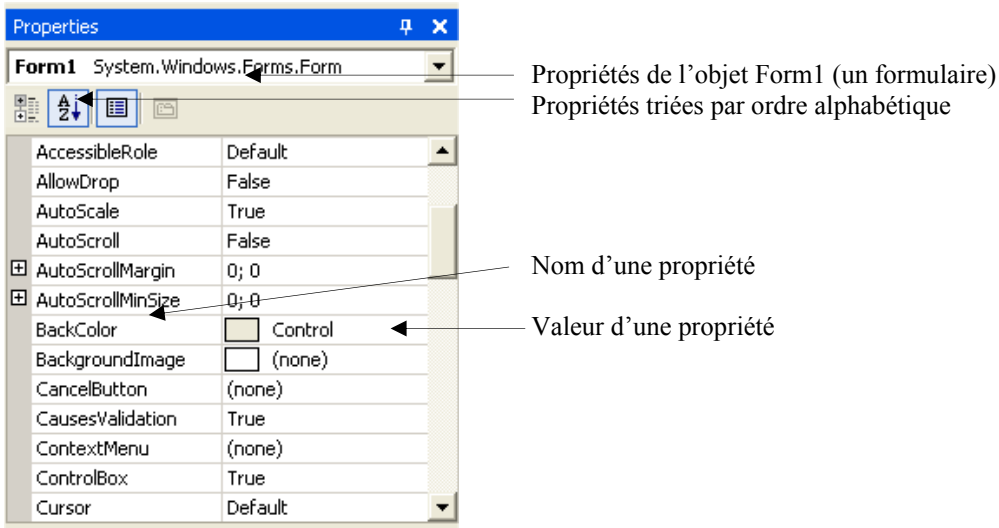 Properties
Form1 System.Windows.Forms.Form
Propriétés de l’objet Form1 (un formulaire)
Propriétés triées par ordre alphabétique
AccessibleRole Default
AllowDrop False
AutoScale True
AutoScroll False
AutoScrollMargin 0; 0
Nom d’une propriété
AutoScrollMinSize 0; 0
BackColor Control
Valeur d’une propriété
BackgroundImage (none)
CancelButton (none)
CausesValidation True
ContextMenu (none)
ControlBox True
Cursor Default